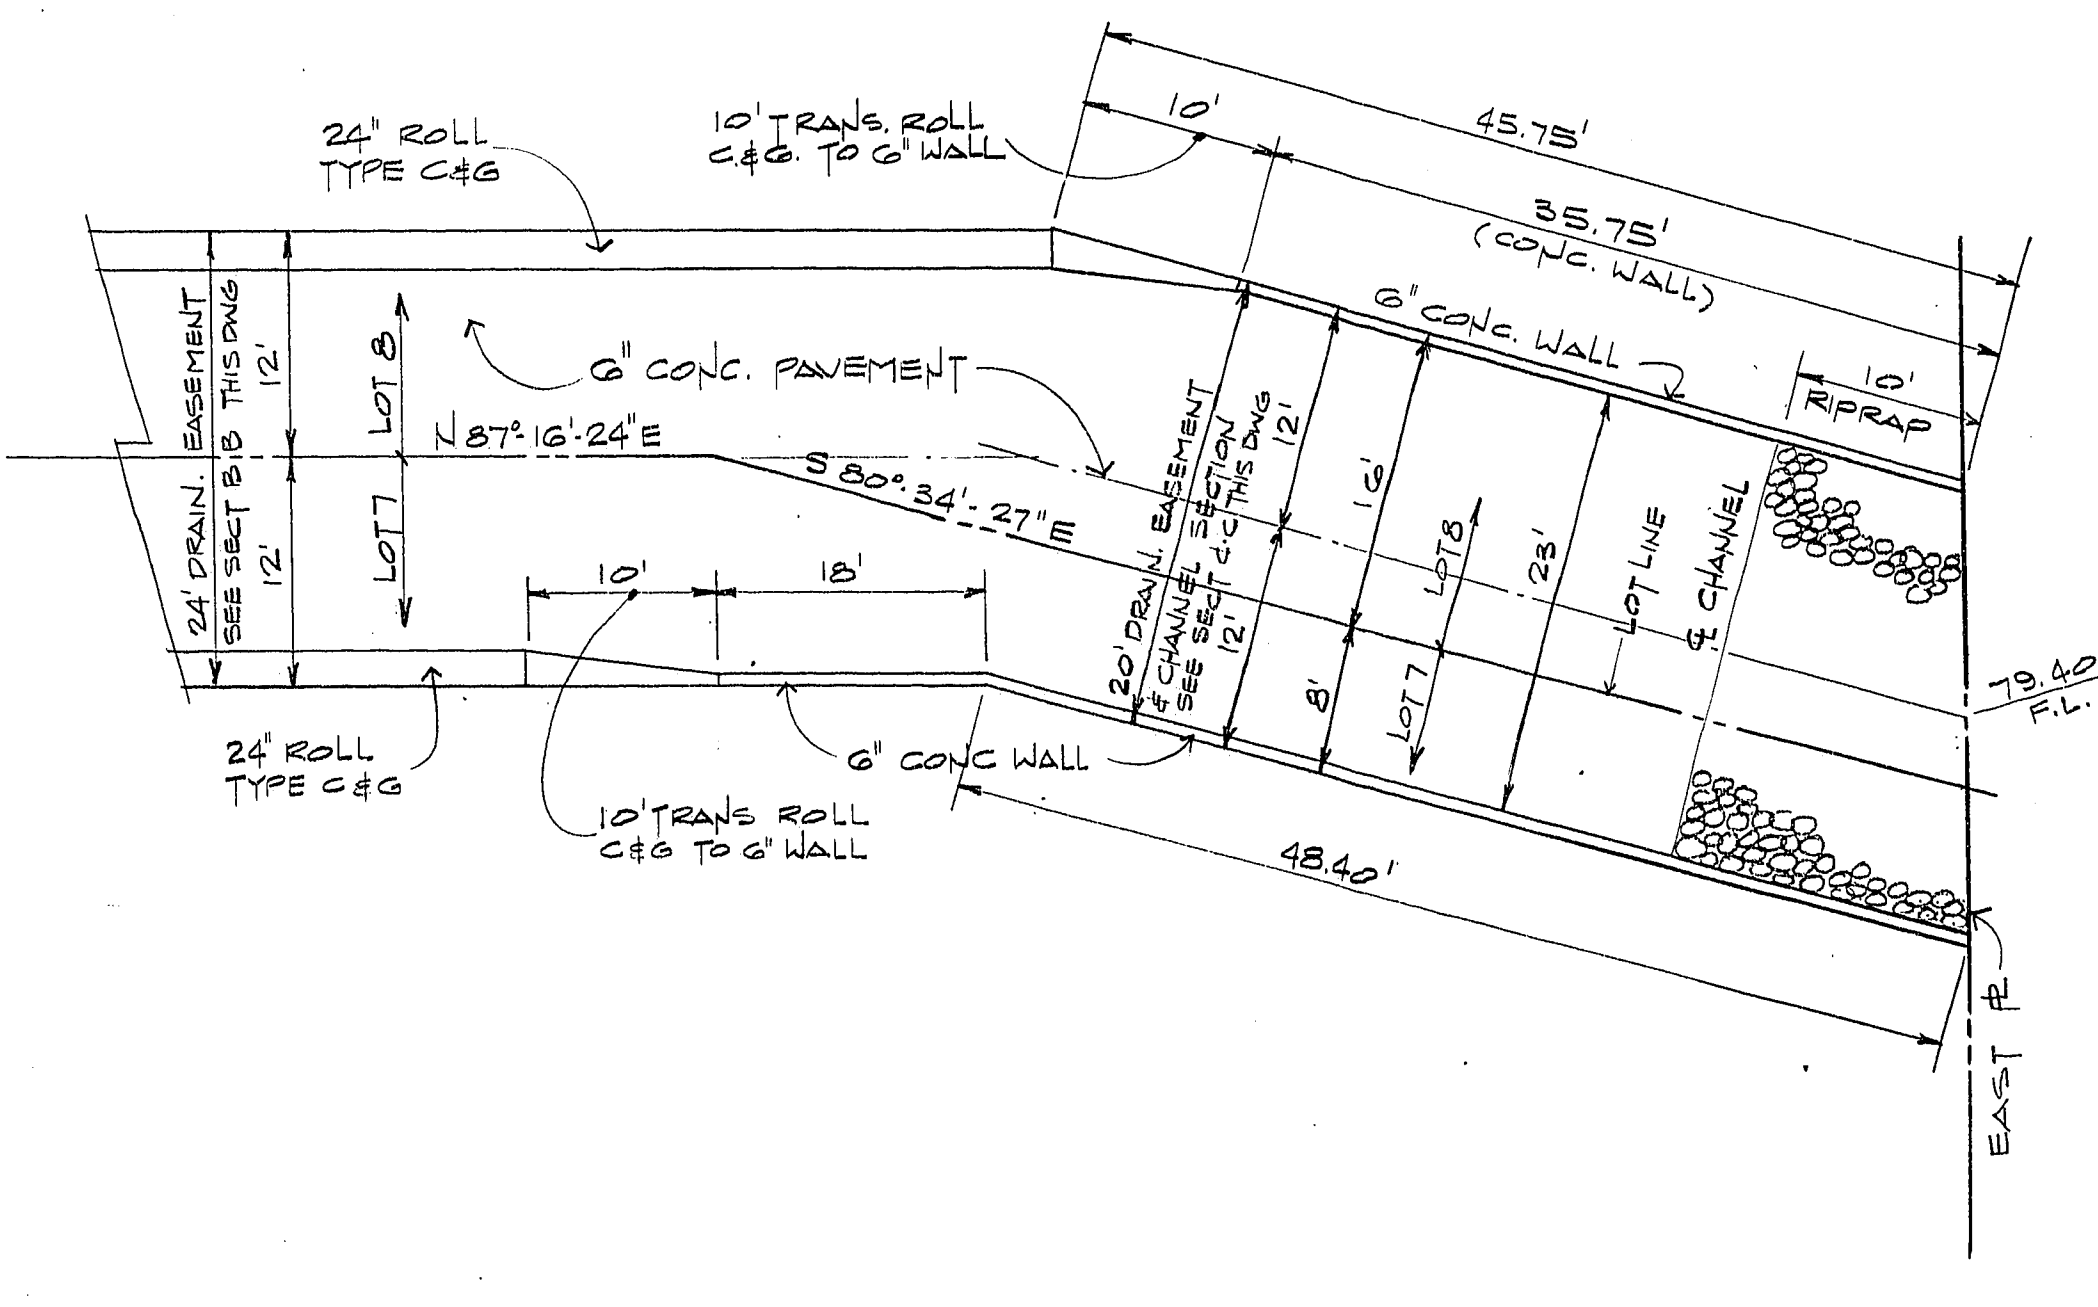 45.75'
10'
10' TRANS. ROLL
C.&G. TO 6" WALL
24" ROLL
TYPE C&G
35.75'
(CONC. WALL)
6" CONC. WALL
10'
RIPRAP
24' DRAIN. EASEMENT
SEE SECT B-B THIS DWG
12'
12'
LOT 8
LOT 7
6" CONC. PAVEMENT
N 87°-16'-24" E
S 80°-34'-27" E
10'
18'
20' DRAIN. EASEMENT
& CHANNEL SECTION
SEE SECT C-C THIS DWG
12'
12'
16'
8'
LOT 8
LOT 7
23'
LOT LINE
℄ CHANNEL
79.40
F.L.
24" ROLL
TYPE C&G
6" CONC WALL
10' TRANS ROLL
C&G TO 6" WALL
48.40'
EAST ⅊